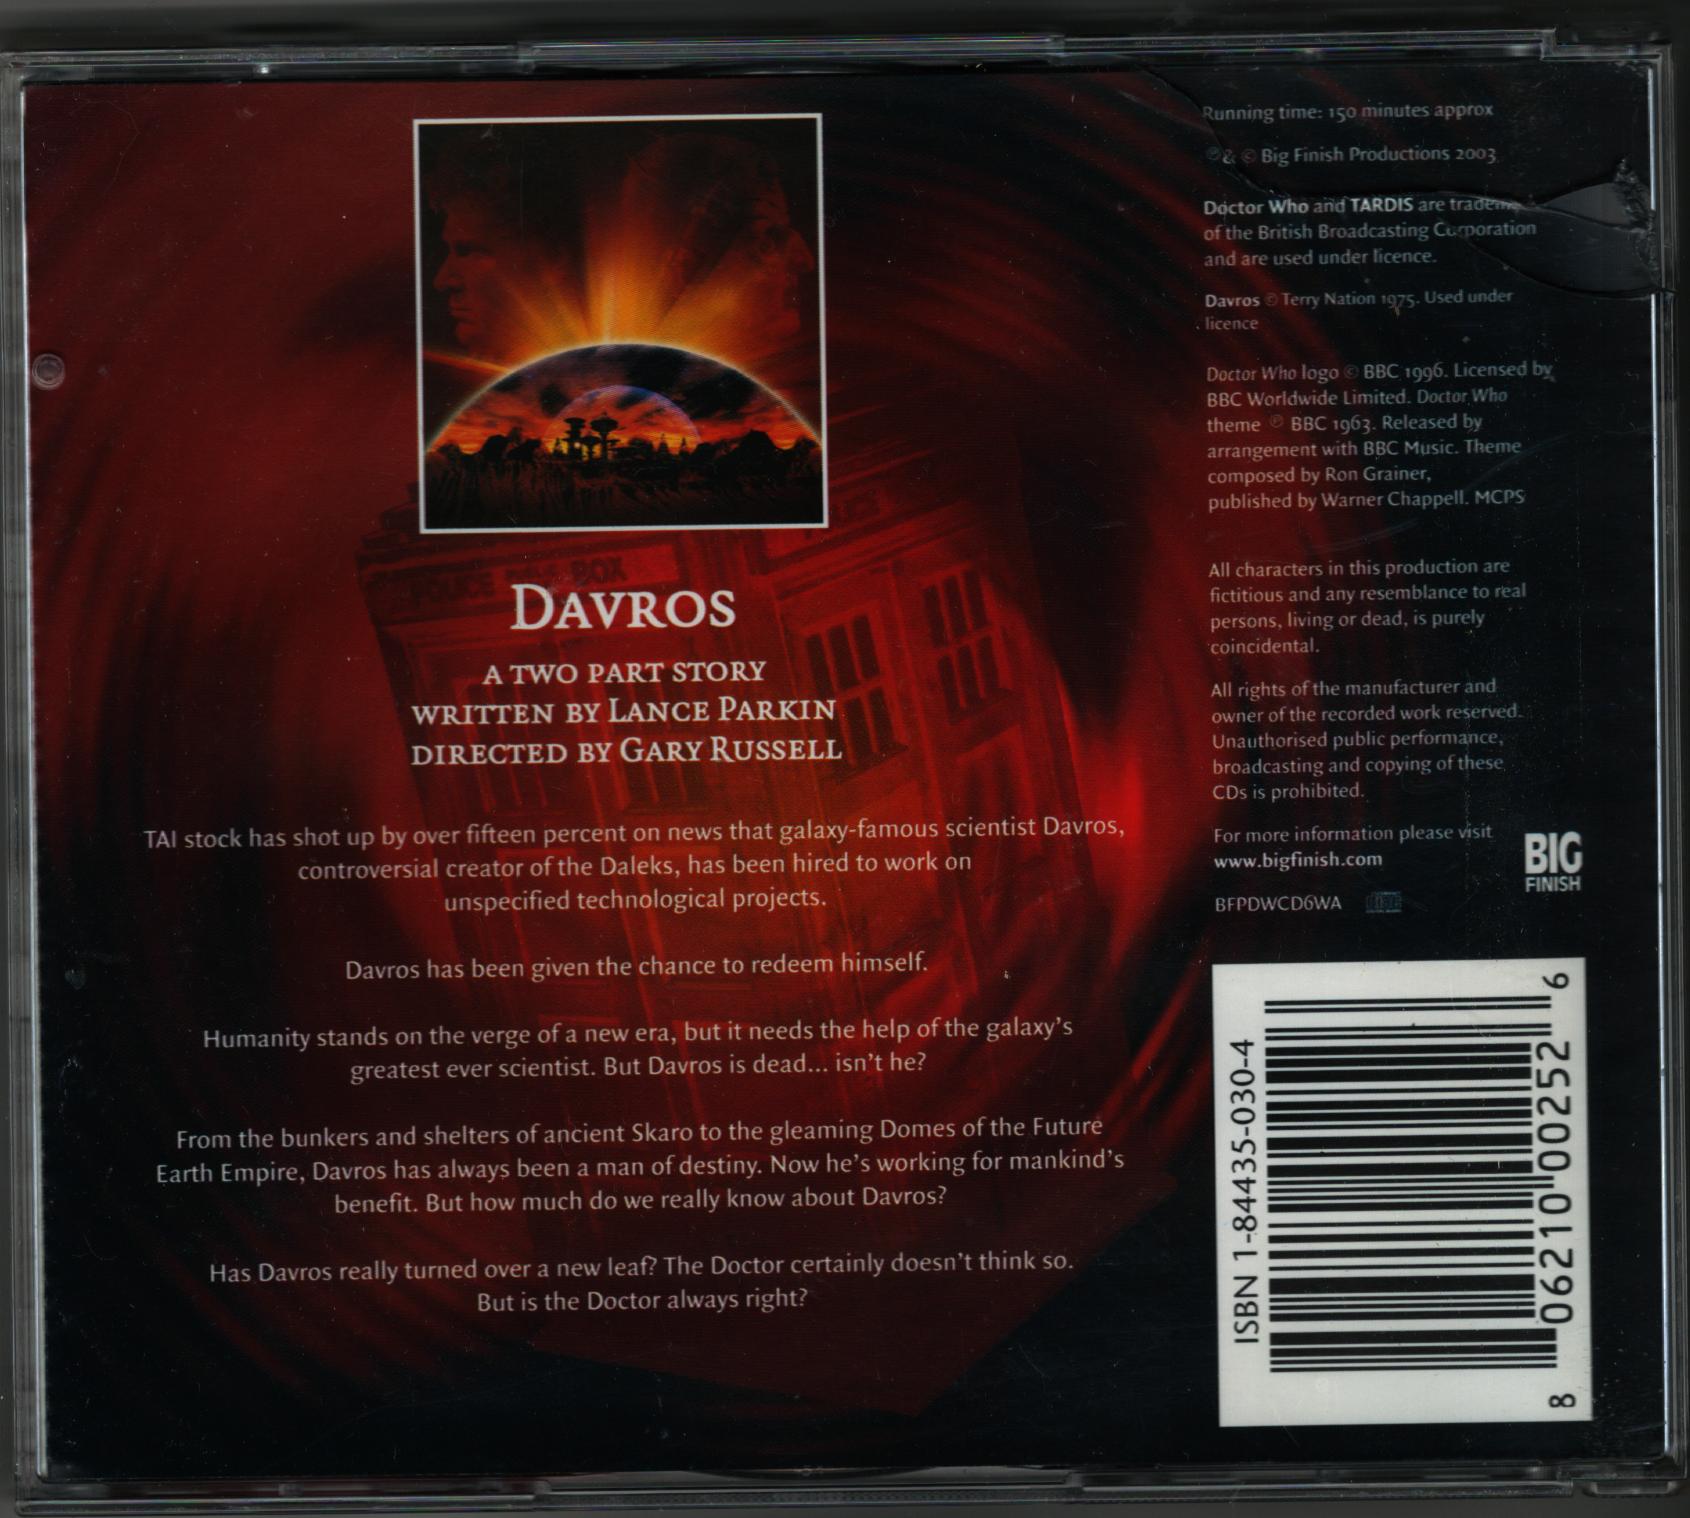 POLICE BOX
DAVROS
A TWO PART STORY
WRITTEN BY LANCE PARKIN
DIRECTED BY GARY RUSSELL
TAI stock has shot up by over fifteen percent on news that galaxy-famous scientist Davros,
controversial creator of the Daleks, has been hired to work on
unspecified technological projects.
Davros has been given the chance to redeem himself.
Humanity stands on the verge of a new era, but it needs the help of the galaxy's
greatest ever scientist. But Davros is dead... isn't he?
From the bunkers and shelters of ancient Skaro to the gleaming Domes of the Future
Earth Empire, Davros has always been a man of destiny. Now he's working for mankind's
benefit. But how much do we really know about Davros?
Has Davros really turned over a new leaf? The Doctor certainly doesn't think so.
But is the Doctor always right?
Running time: 150 minutes approx
℗ & © Big Finish Productions 2003
Doctor Who and TARDIS are
of the British Broadcasting Corporation
and are used under licence.
Davros © Terry Nation 1975. Used under
licence
Doctor Who logo © BBC 1996. Licensed by
BBC Worldwide Limited. Doctor Who
theme ℗ BBC 1963. Released by
arrangement with BBC Music. Theme
composed by Ron Grainer,
published by Warner Chappell. MCPS
All characters in this production are
fictitious and any resemblance to real
persons, living or dead, is purely
coincidental.
All rights of the manufacturer and
owner of the recorded work reserved.
Unauthorised public performance,
broadcasting and copying of these
CDs is prohibited.
For more information please visit
www.bigfinish.com
BIG
FINISH
BFPDWCD6WA
ISBN 1-84435-030-4
8 06210 00252 6